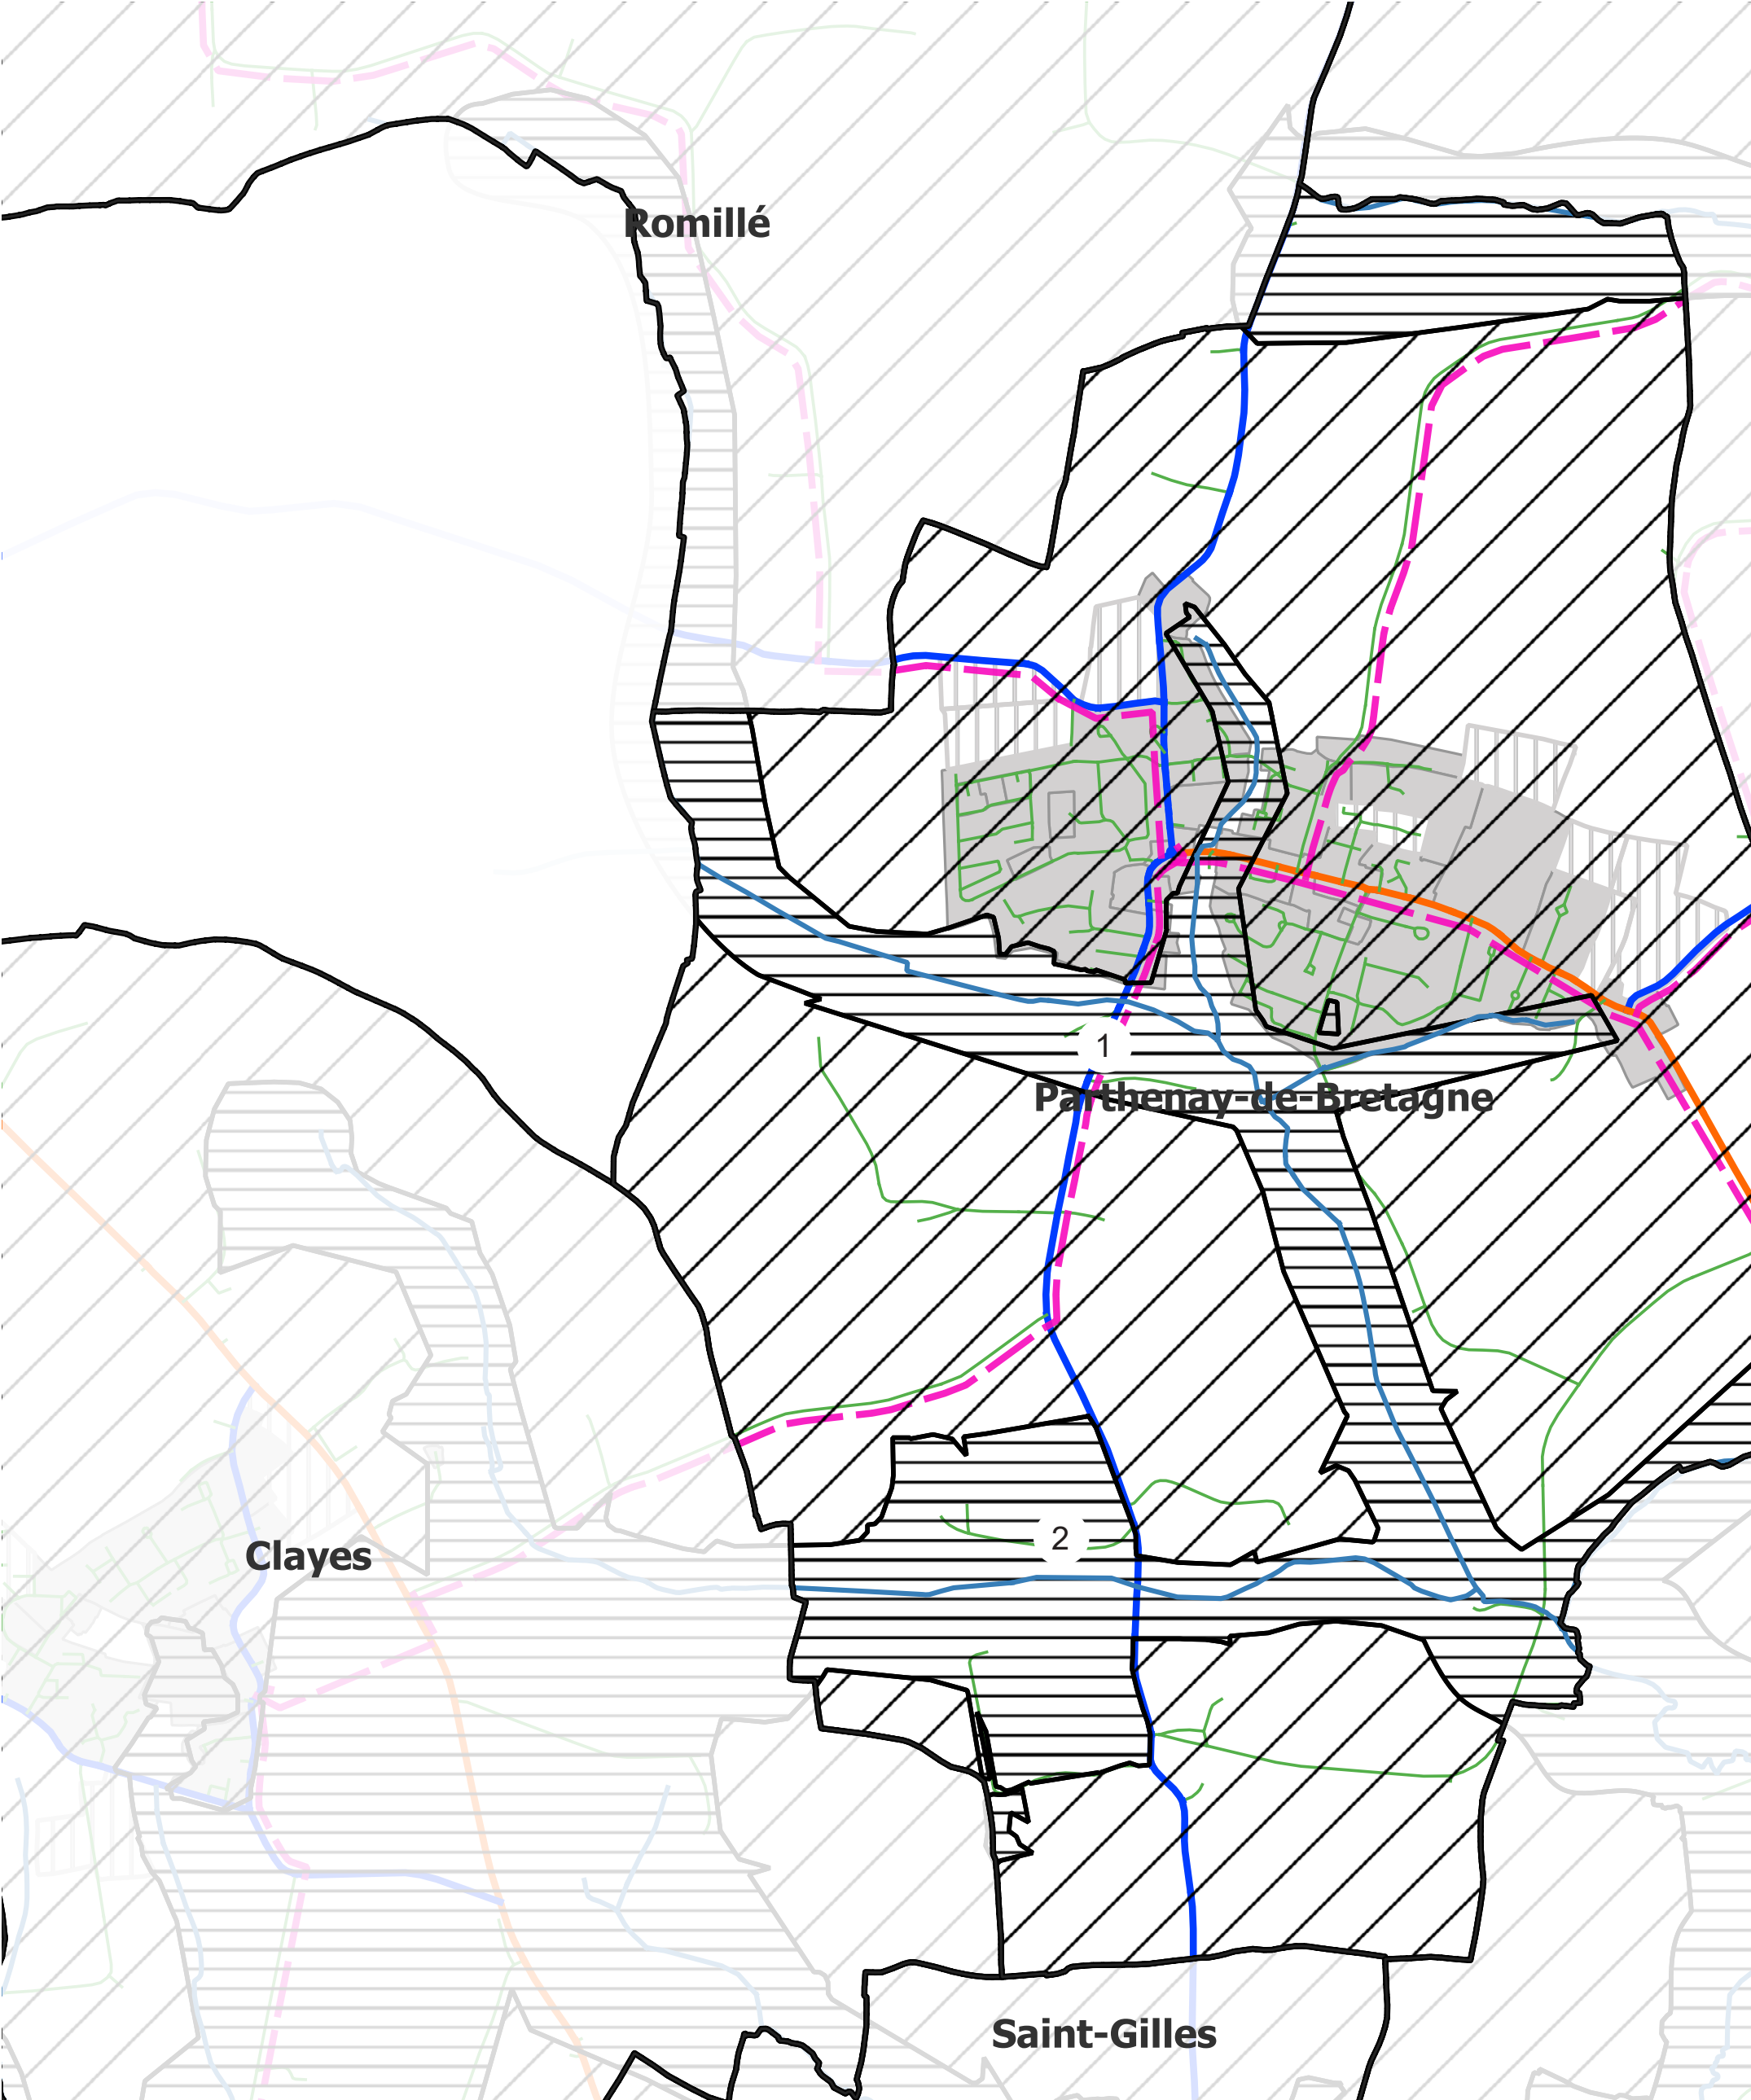 Romillé
1
Parthenay-de-Bretagne
2
Clayes
Saint-Gilles